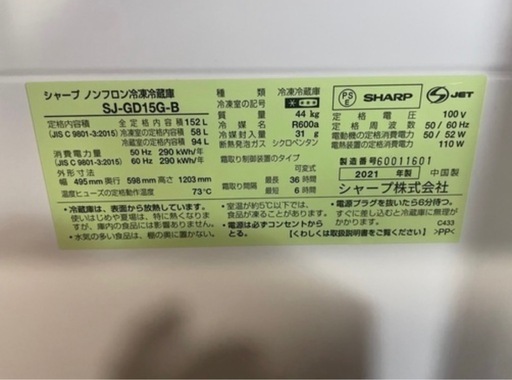 シャープ ノンフロン冷凍冷蔵庫
SJ-GD15G-B
定格内容積 全定格内容積 152 L
(JIS C 9801-3:2015) 冷凍室の定格内容積 58 L
冷蔵室の定格内容積 94 L
消費電力量 50 Hz 290 kWh/年
(JIS C 9801-3:2015) 60 Hz 290 kWh/年
外形寸法
幅 495 mm 奥行 598 mm 高さ 1203 mm
温度ヒューズの定格動作温度 73℃
種類 冷凍冷蔵庫
冷凍室の記号
質量 44 kg
冷媒名 R600a
冷媒封入量 31 g
断熱発泡ガス シクロペンタン
霜取り制御装置のタイプ
可変式
霜取り間隔 最長 36 時間
最短 6 時間
PS
E
SHARP
S JET
定格電圧 100 V
定格周波数 50 / 60 Hz
電動機の定格消費電力 50 / 52 W
電熱装置の定格消費電力 110 W
製造番号 60011601
シャープ株式会社
2021 年製 中国製
・冷蔵庫は、表面から放熱しています。
使いはじめや夏場は、特に熱くなりま
すが、異常ではありません。
・水気の多い食品は、棚の奥に置かない。
・室温が約5℃以下では、
食品が凍ることがあります。
・電源は必ずコンセントから
とる。
・電源プラグを抜いたら6分待つ。
すぐに差し込むと冷蔵庫に無理が
かかります。
C433
【くわしくは取扱説明書をご覧ください】 >PP<